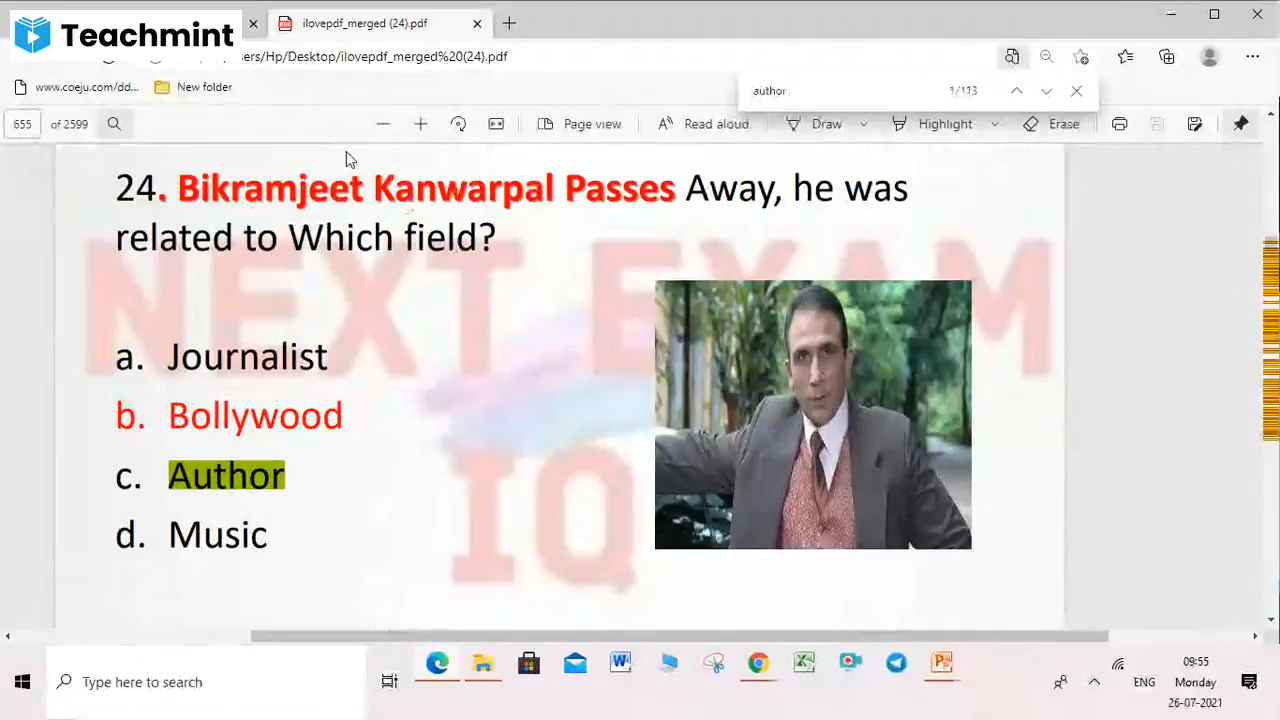 Teachmint
ilovepdf_merged (24).pdf
ers/Hp/Desktop/ilovepdf_merged%20(24).pdf
www.coeju.com/dd...
New folder
author
1/113
655 of 2599
Page view
Read aloud
Draw
Highlight
Erase
24. Bikramjeet Kanwarpal Passes Away, he was
related to Which field?
NEXT EXAM
IQ
a. Journalist
b. Bollywood
c. Author
d. Music
Type here to search
ENG
09:55
Monday
26-07-2021